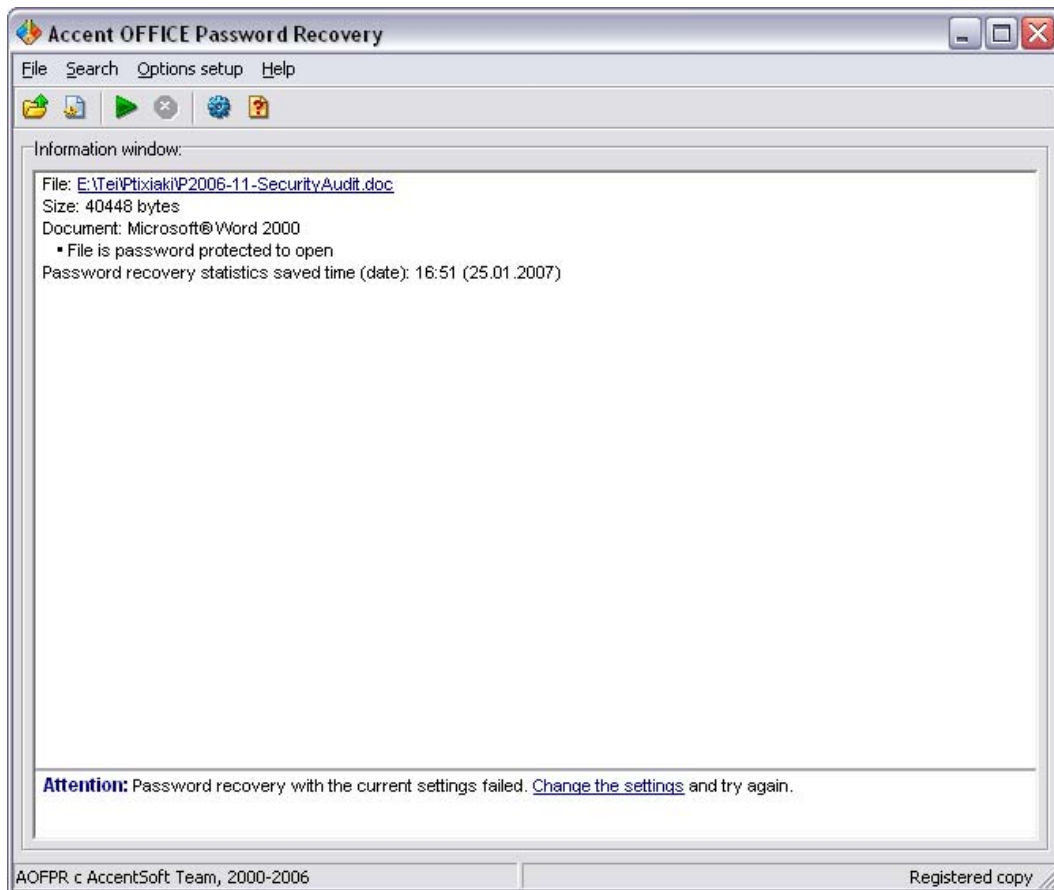 Accent OFFICE Password Recovery
File Search Options setup Help
Information window:
File: E:\Tei\Ptixiaki\P2006-11-SecurityAudit.doc
Size: 40448 bytes
Document: Microsoft® Word 2000
▪ File is password protected to open
Password recovery statistics saved time (date): 16:51 (25.01.2007)
Attention: Password recovery with the current settings failed. Change the settings and try again.
AOFPR c AccentSoft Team, 2000-2006
Registered copy